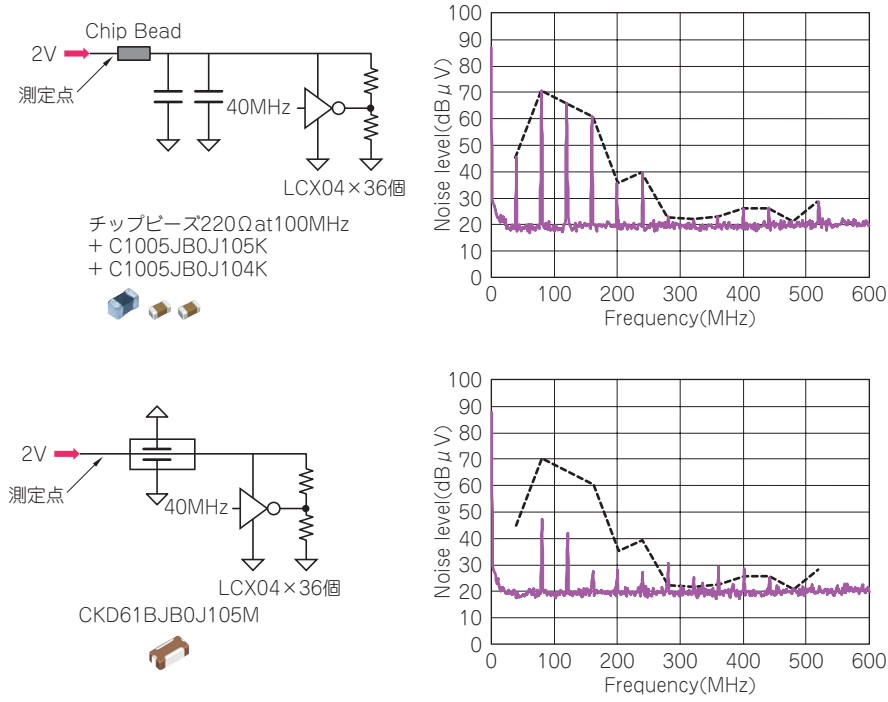 Chip Bead
2V
測定点
40MHz
LCX04×36個
チップビーズ220Ωat100MHz
+ C1005JB0J105K
+ C1005JB0J104K
Noise level(dBμV)
100
90
80
70
60
50
40
30
20
10
0
0 100 200 300 400 500 600
Frequency(MHz)
2V
測定点
40MHz
LCX04×36個
CKD61BJB0J105M
Noise level(dBμV)
100
90
80
70
60
50
40
30
20
10
0
0 100 200 300 400 500 600
Frequency(MHz)